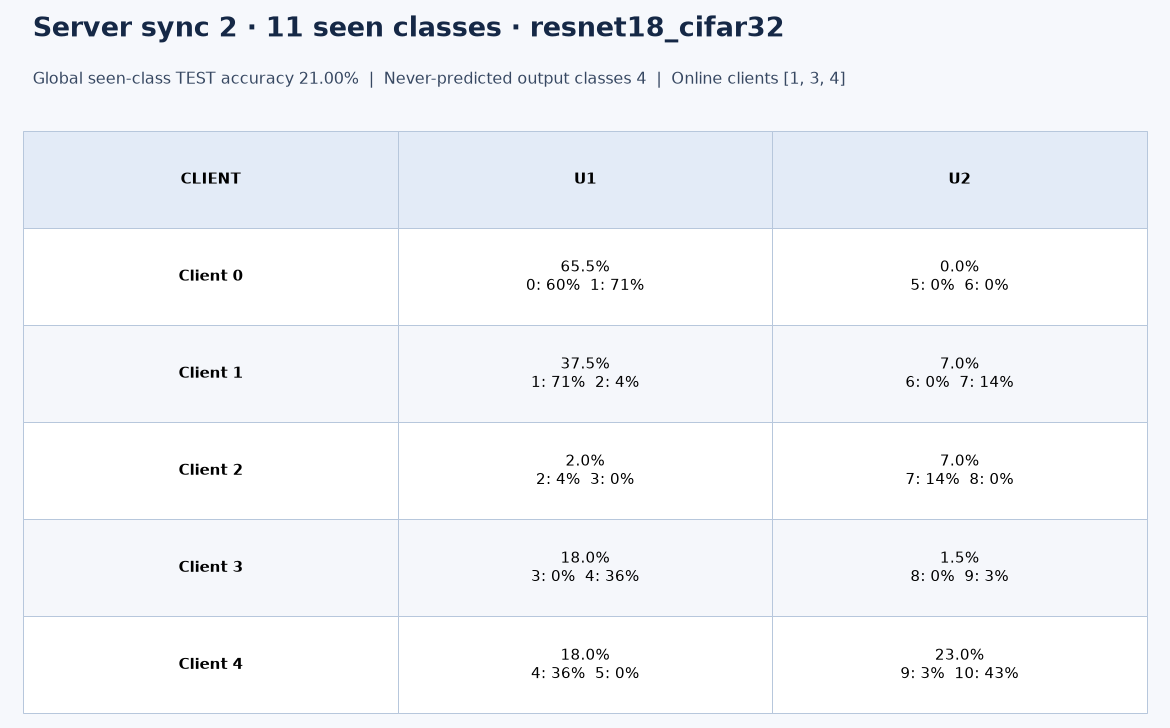 Server sync 2 · 11 seen classes · resnet18_cifar32
Global seen-class TEST accuracy 21.00%  |  Never-predicted output classes 4  |  Online clients [1, 3, 4]
CLIENT U1 U2
Client 0
65.5%
0: 60%  1: 71%
0.0%
5: 0%  6: 0%
Client 1
37.5%
1: 71%  2: 4%
7.0%
6: 0%  7: 14%
Client 2
2.0%
2: 4%  3: 0%
7.0%
7: 14%  8: 0%
Client 3
18.0%
3: 0%  4: 36%
1.5%
8: 0%  9: 3%
Client 4
18.0%
4: 36%  5: 0%
23.0%
9: 3%  10: 43%